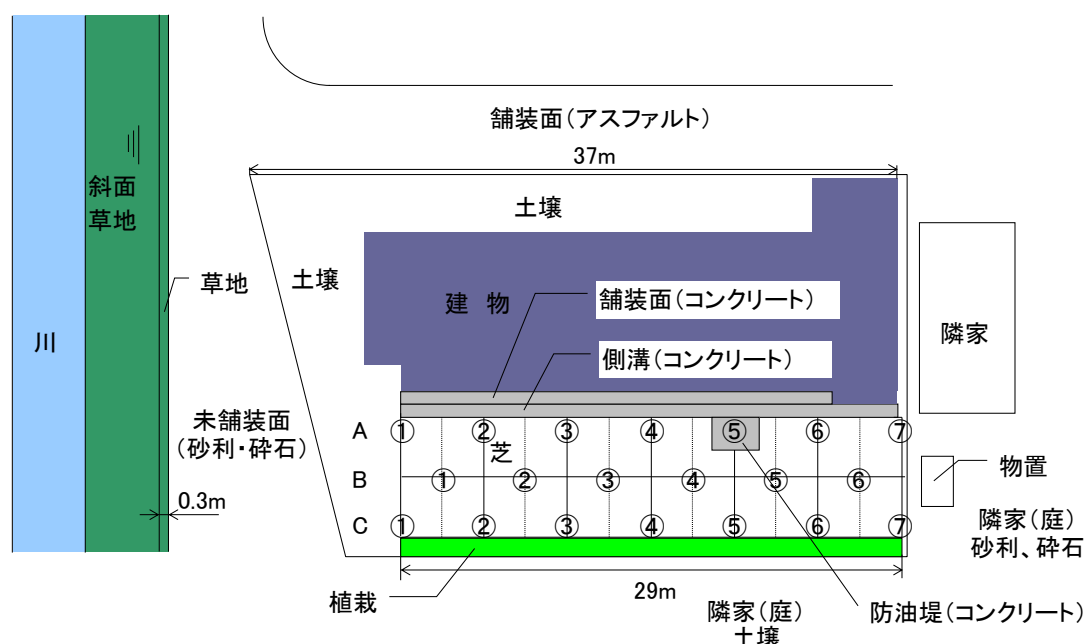 舗装面(アスファルト)
37m
斜面
草地
土壌
草地
土壌
建 物
舗装面(コンクリート)
側溝(コンクリート)
川
隣家
未舗装面
(砂利・砕石)
A ① ② ③ ④ ⑤ ⑥ ⑦
芝
B ① ② ③ ④ ⑤ ⑥
物置
0.3m
C ① ② ③ ④ ⑤ ⑥ ⑦
隣家(庭)
砂利、砕石
植栽
29m
隣家(庭)
土壌
防油堤(コンクリート)